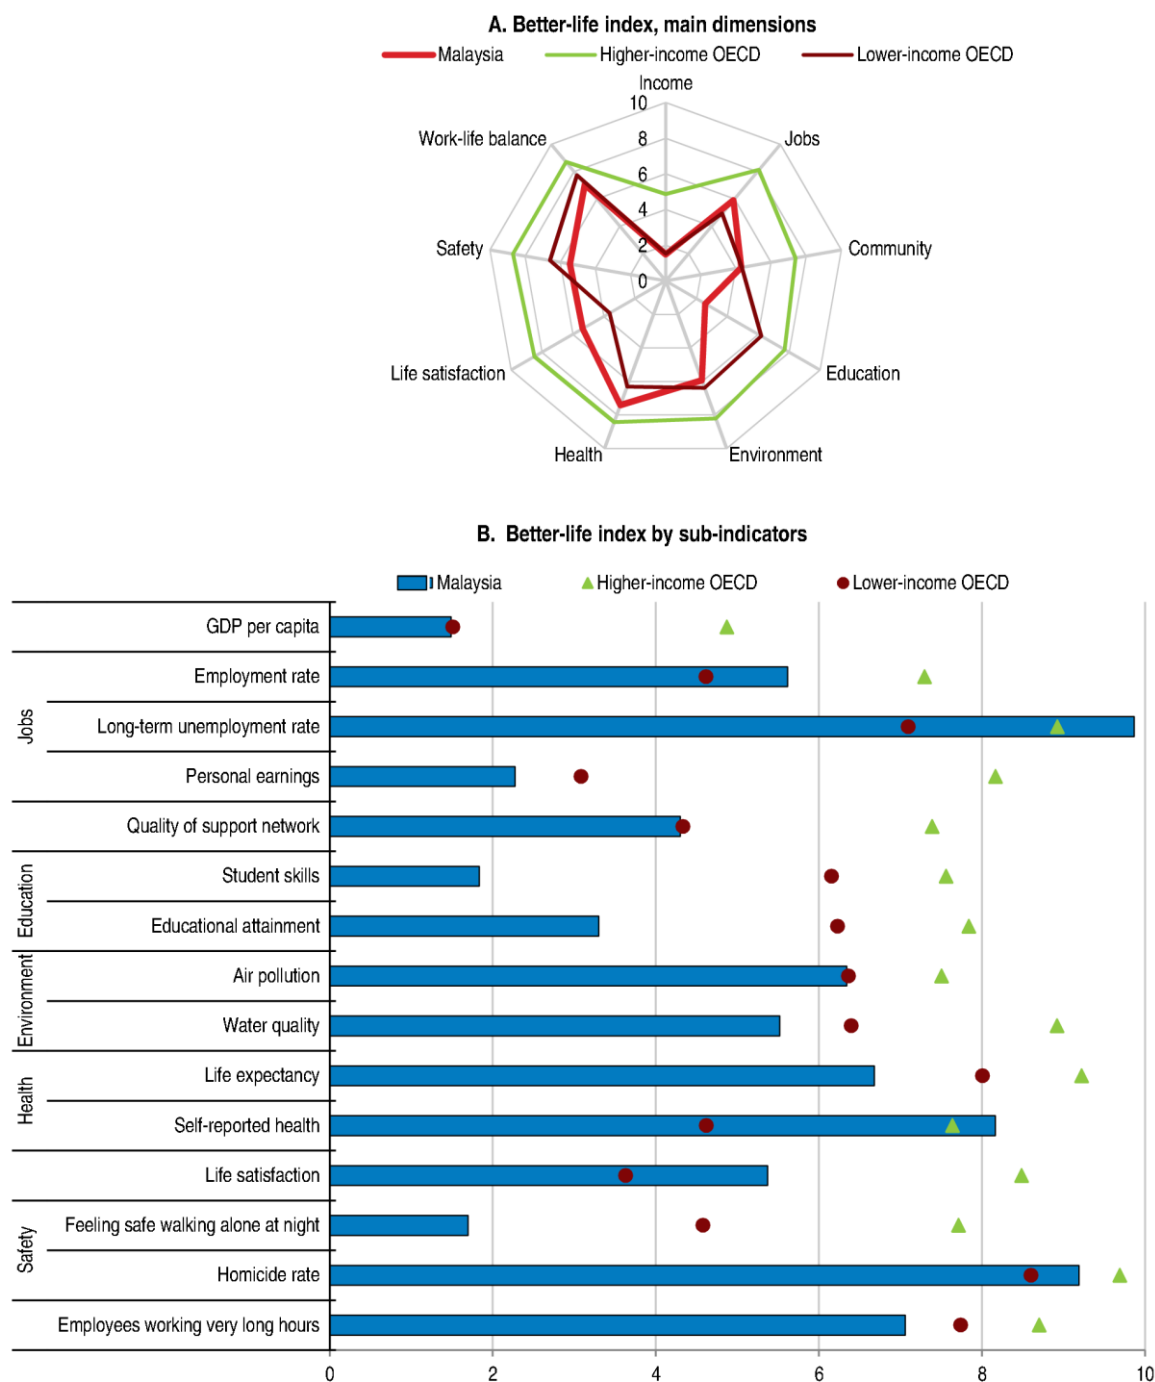 A. Better-life index, main dimensions
Malaysia Higher-income OECD Lower-income OECD
Income
10
Work-life balance 8 Jobs
6
4
Safety 2 Community
0
Life satisfaction Education
Health Environment
B. Better-life index by sub-indicators
Malaysia Higher-income OECD Lower-income OECD
GDP per capita
Jobs
Employment rate
Long-term unemployment rate
Personal earnings
Quality of support network
Education
Student skills
Educational attainment
Environment
Air pollution
Water quality
Health
Life expectancy
Self-reported health
Life satisfaction
Safety
Feeling safe walking alone at night
Homicide rate
Employees working very long hours
0 2 4 6 8 10